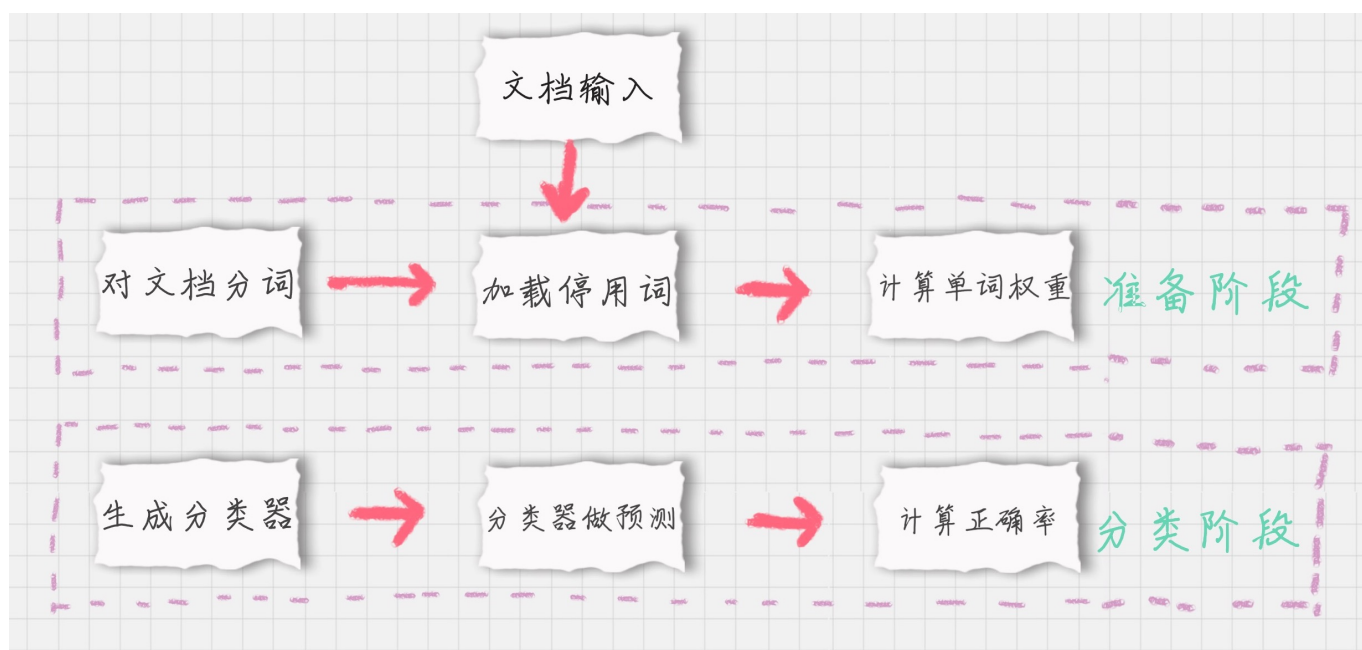 文档输入
对文档分词
加载停用词
计算单词权重
准备阶段
生成分类器
分类器做预测
计算正确率
分类阶段